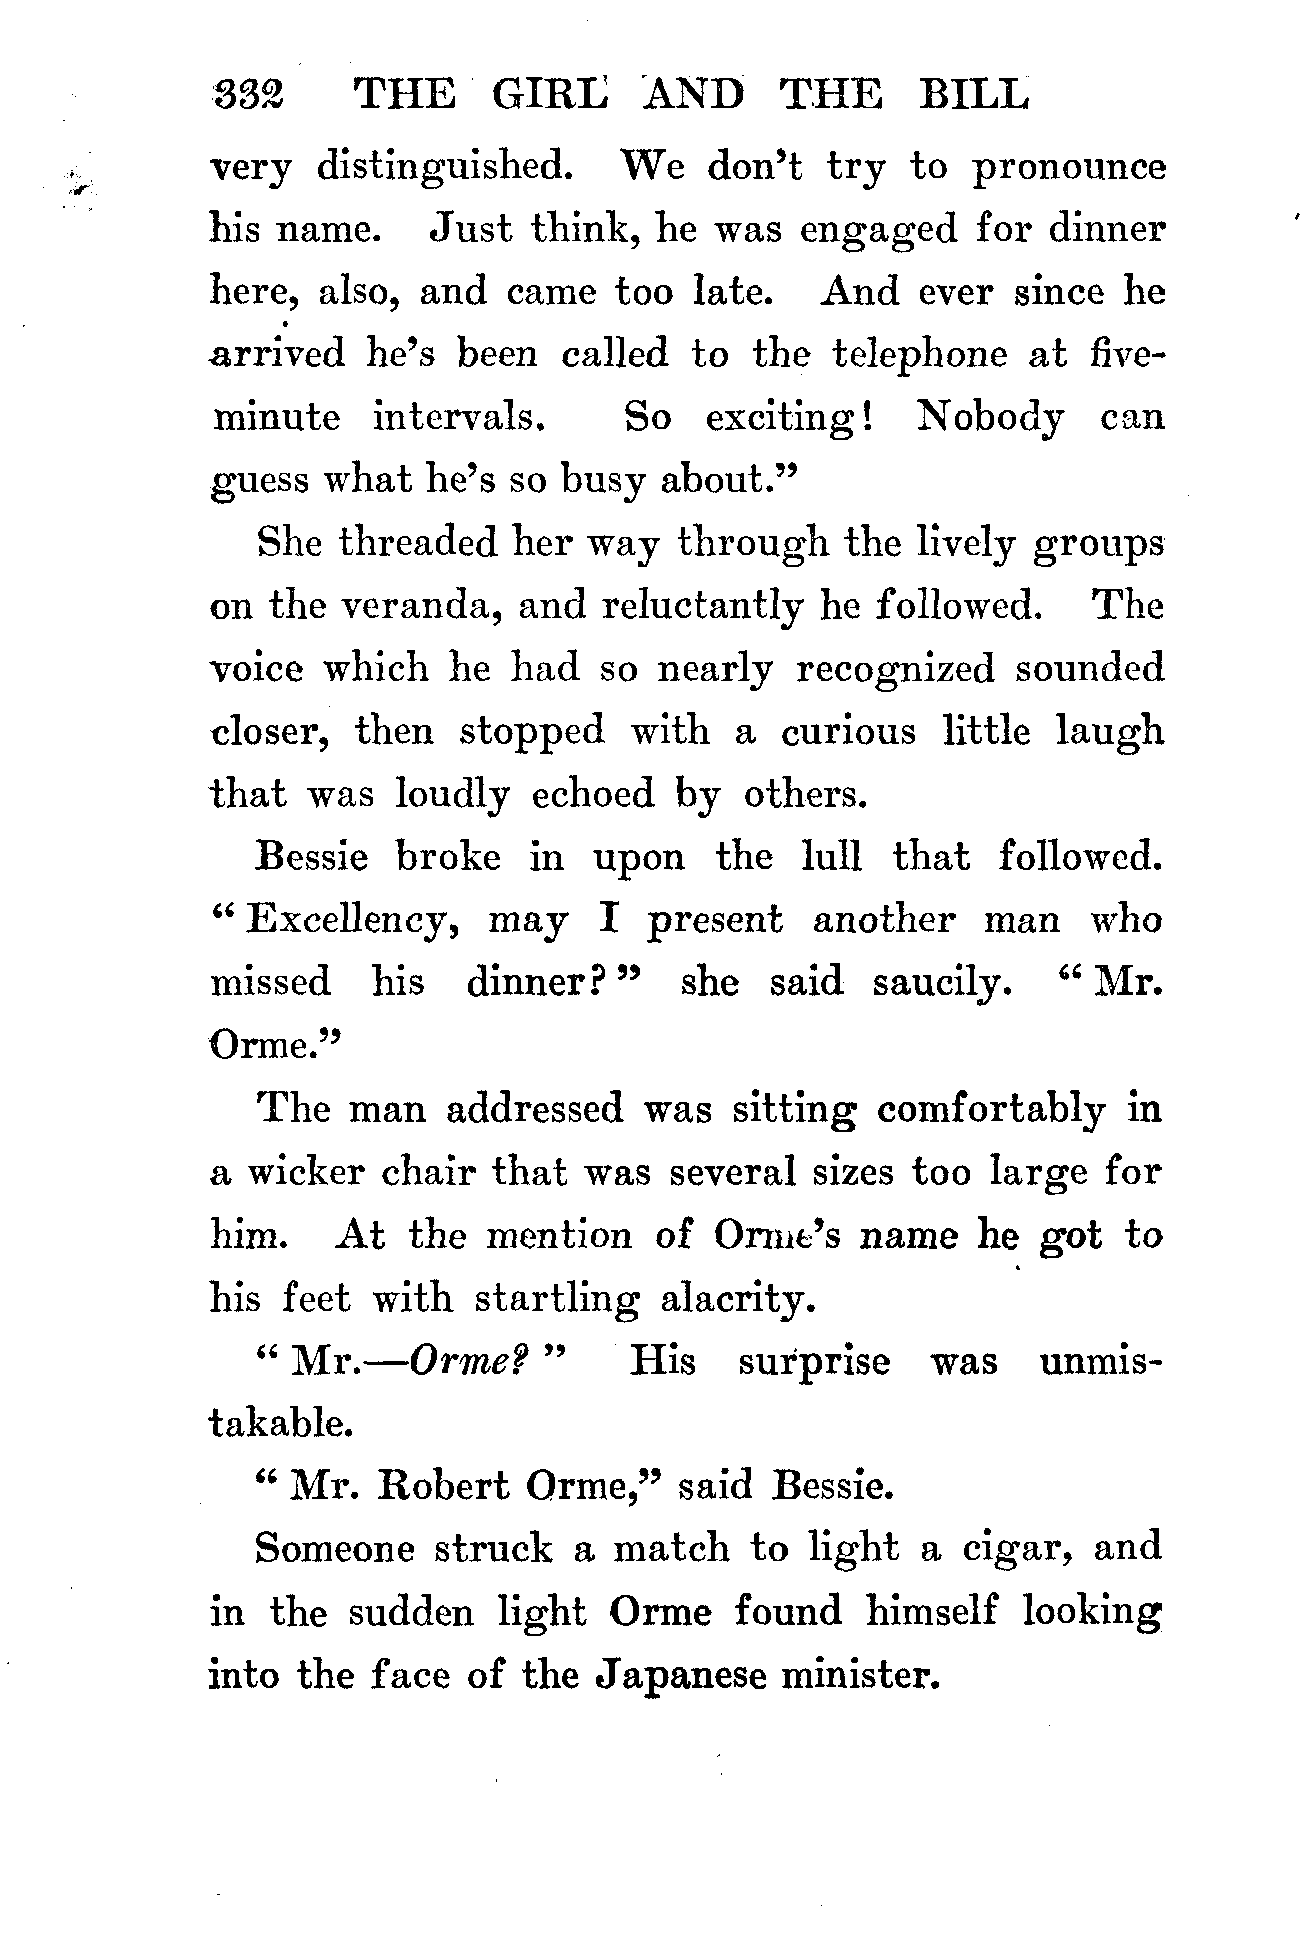 332 THE GIRL AND THE BILL
very distinguished. We don't try to pronounce
his name. Just think, he was engaged for dinner
here, also, and came too late. And ever since he
arrived he's been called to the telephone at five-
minute intervals. So exciting! Nobody can
guess what he's so busy about."
She threaded her way through the lively groups
on the veranda, and reluctantly he followed. The
voice which he had so nearly recognized sounded
closer, then stopped with a curious little laugh
that was loudly echoed by others.
Bessie broke in upon the lull that followed.
" Excellency, may I present another man who
missed his dinner? " she said saucily. " Mr.
Orme."
The man addressed was sitting comfortably in
a wicker chair that was several sizes too large for
him. At the mention of Orme's name he got to
his feet with startling alacrity.
" Mr.—Orme? " His surprise was unmis-
takable.
" Mr. Robert Orme," said Bessie.
Someone struck a match to light a cigar, and
in the sudden light Orme found himself looking
into the face of the Japanese minister.